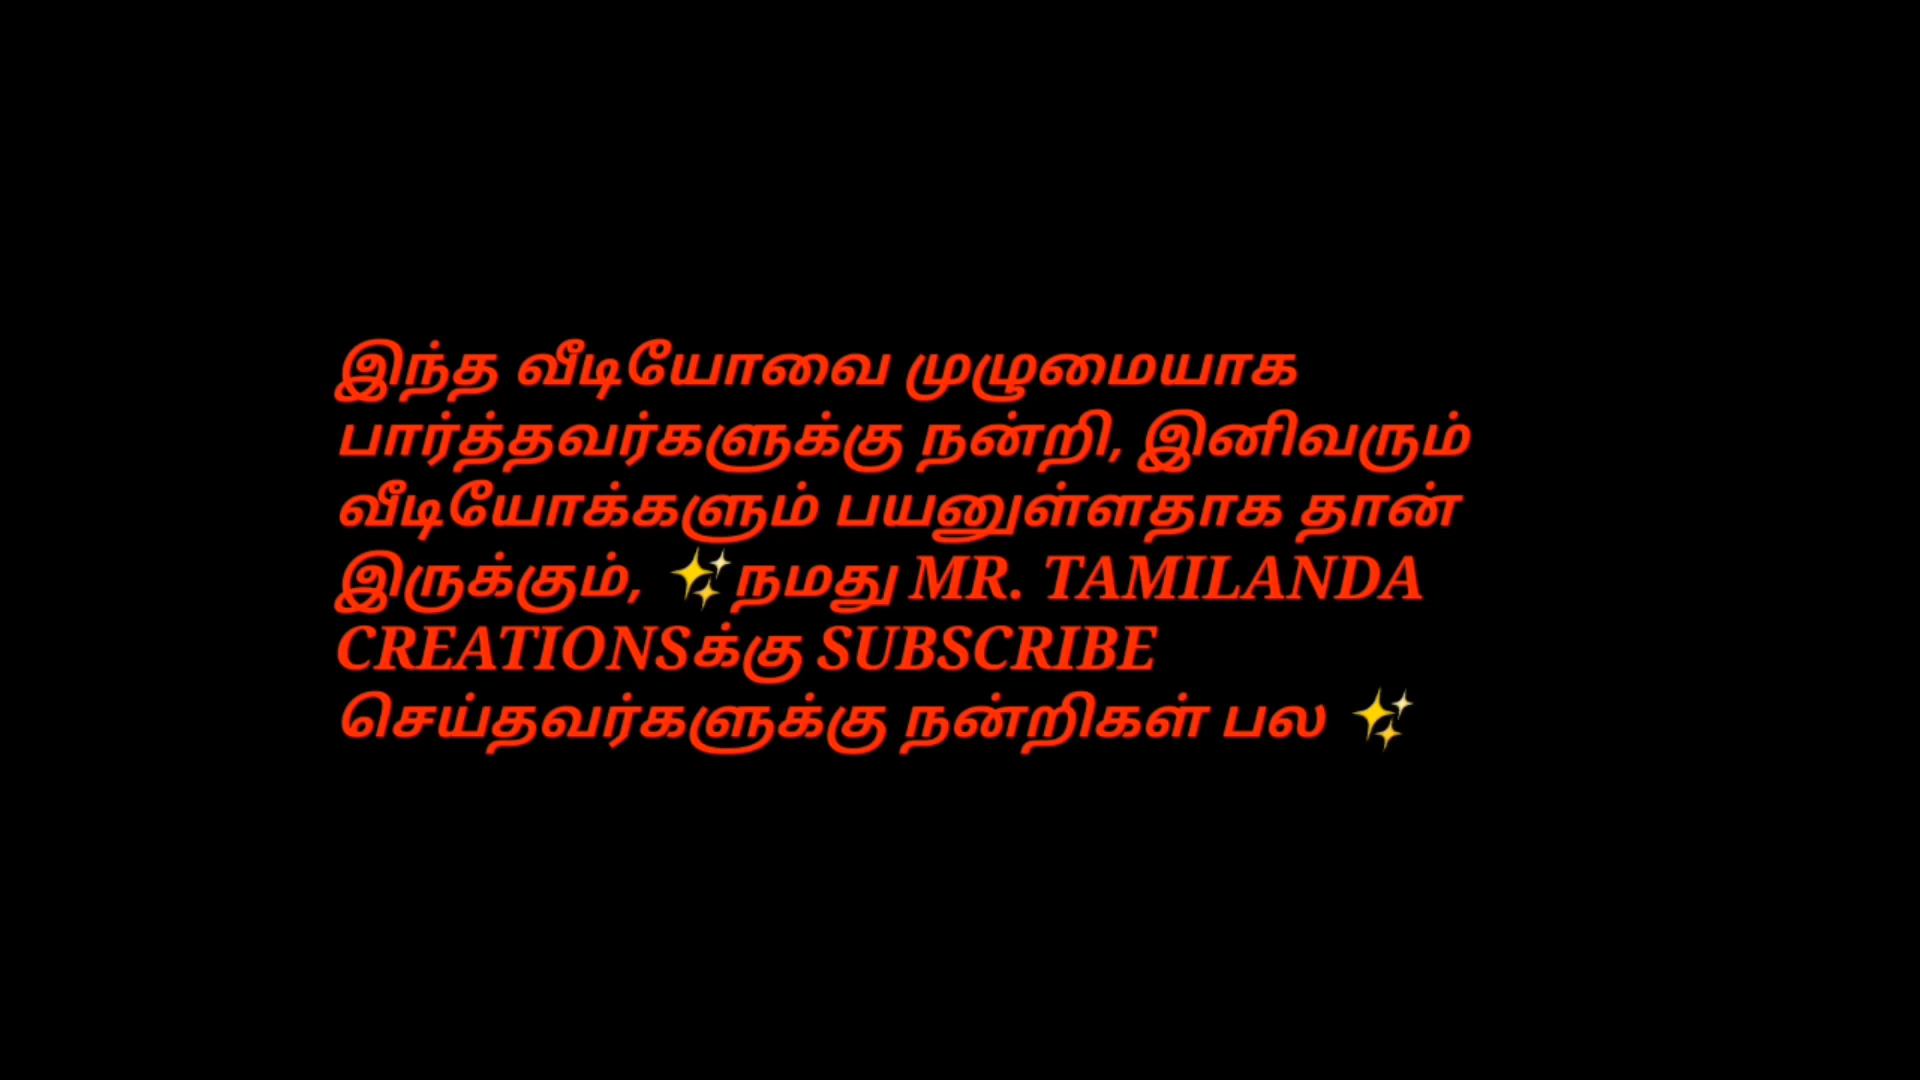 இந்த வீடியோவை முழுமையாக
பார்த்தவர்களுக்கு நன்றி, இனிவரும்
வீடியோக்களும் பயனுள்ளதாக தான்
இருக்கும், ✨நமது MR. TAMILANDA
CREATIONSக்கு SUBSCRIBE
செய்தவர்களுக்கு நன்றிகள் பல ✨